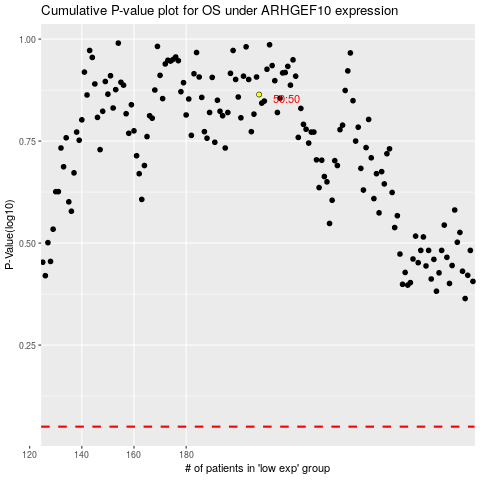 Cumulative P-value plot for OS under ARHGEF10 expression
P-Value(log10)
1.00
0.75
0.50
0.25
50:50
120 140 160 180
# of patients in 'low exp' group